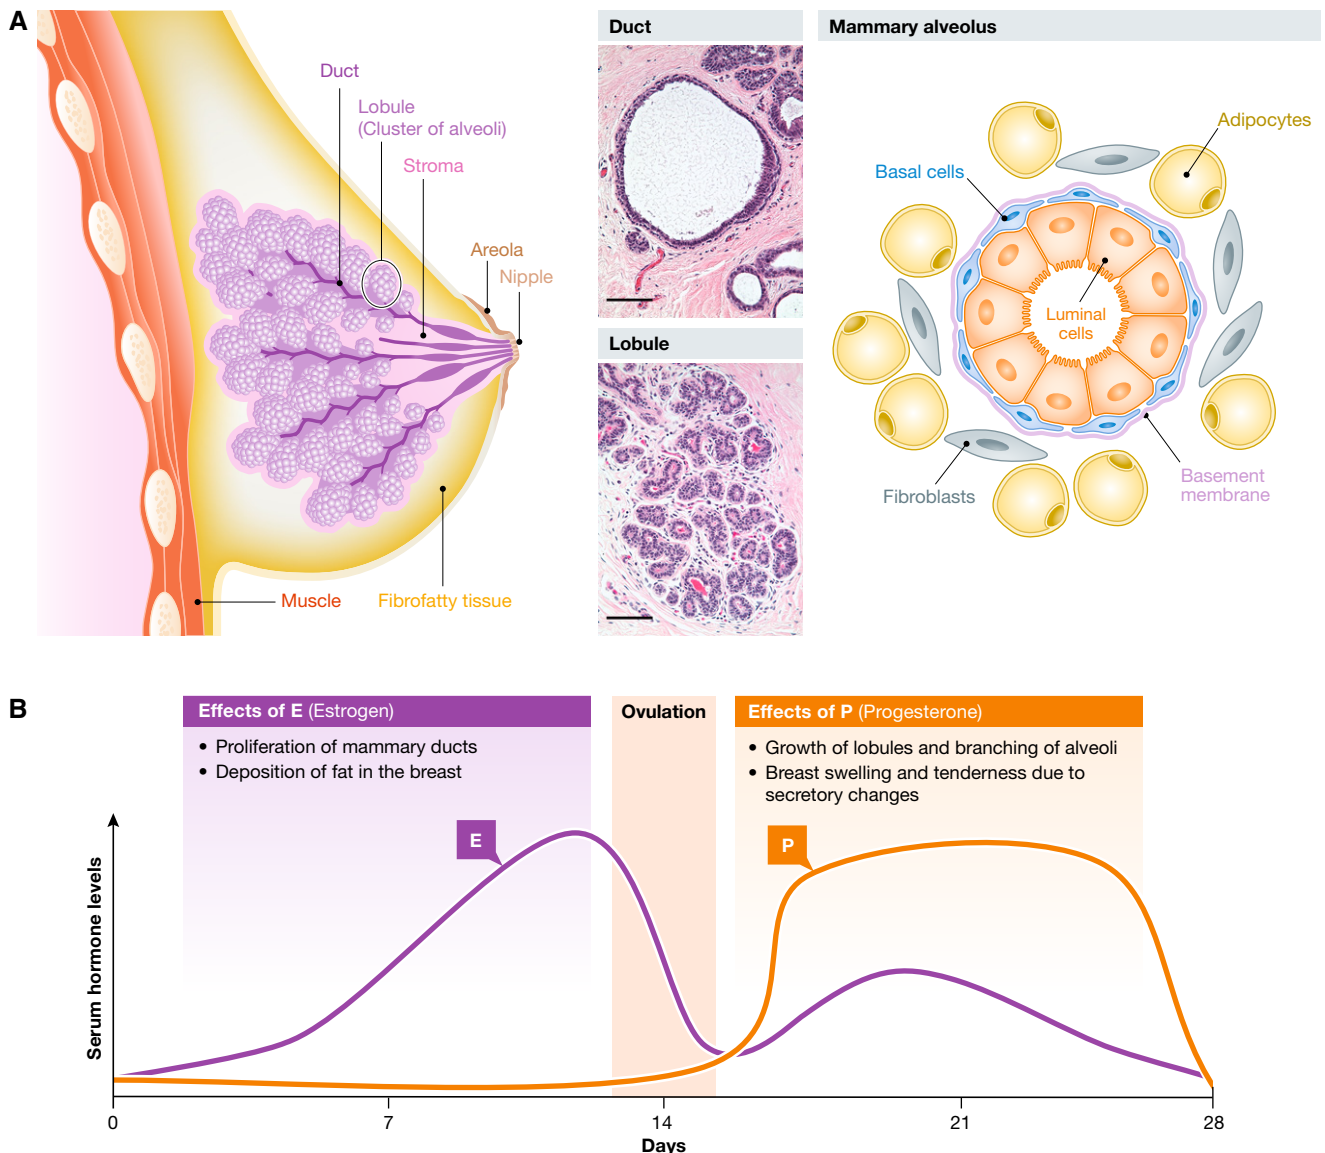 A
Duct
Lobule
(Cluster of alveoli)
Stroma
Areola
Nipple
Muscle
Fibrofatty tissue
Duct
Lobule
Mammary alveolus
Adipocytes
Basal cells
Luminal
cells
Fibroblasts
Basement
membrane
B
Effects of E (Estrogen)
• Proliferation of mammary ducts
• Deposition of fat in the breast
Ovulation
Effects of P (Progesterone)
• Growth of lobules and branching of alveoli
• Breast swelling and tenderness due to
secretory changes
E
P
Serum hormone levels
0
7
14
21
28
Days